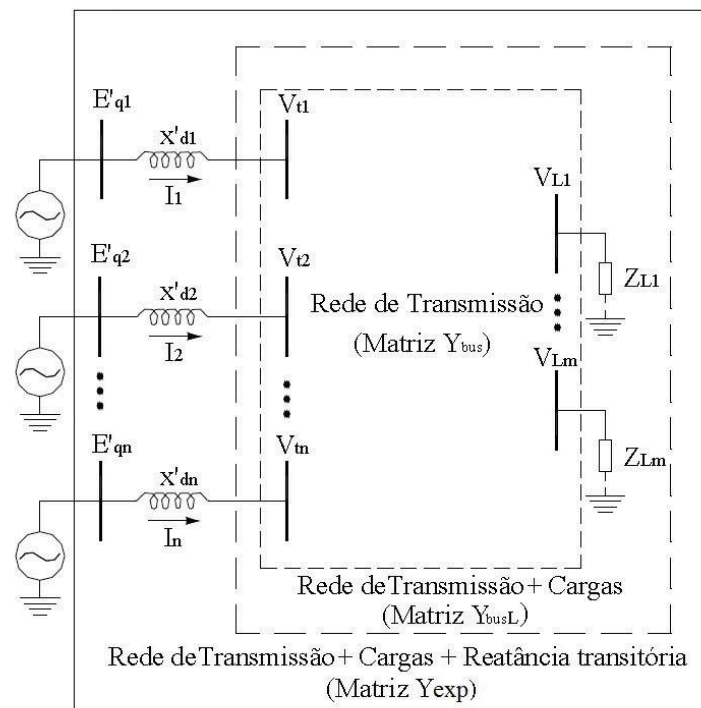 E'q1
X'd1
I1
Vt1
E'q2
X'd2
I2
Vt2
E'qn
X'dn
In
Vtn
VL1
ZL1
Rede de Transmissão
(Matriz Ybus)
VLm
ZLm
Rede deTransmissão + Cargas
(Matriz YbusL)
Rede deTransmissão + Cargas + Reatância transitória
(Matriz Yexp)